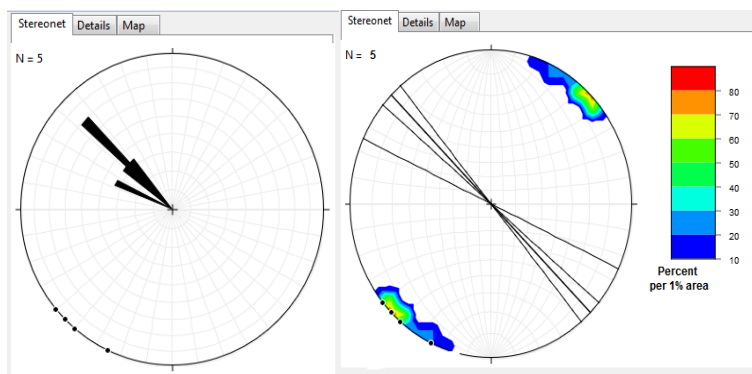 Stereonet Details Map
N = 5
Stereonet Details Map
N = 5
80
70
60
50
40
30
20
10
Percent
per 1% area